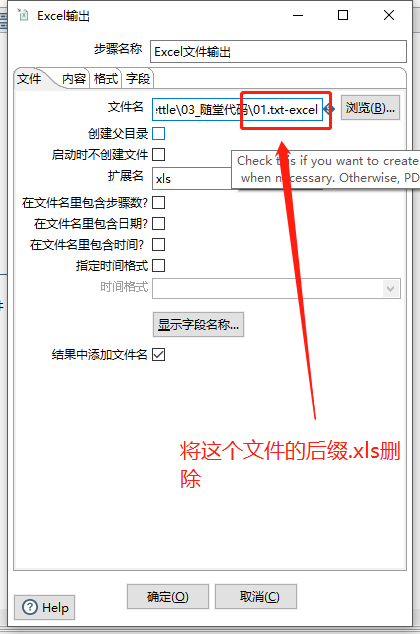 Excel输出
步骤名称 Excel文件输出
文件 内容 格式 字段
文件名 ettle\03_随堂代码\01.txt-excel 浏览(B)...
创建父目录
Check this if you want to create
when necessary. Otherwise, PD
启动时不创建文件
扩展名 xls
在文件名里包含步骤数?
在文件名里包含日期?
在文件名里包含时间?
指定时间格式
时间格式
显示字段名称...
结果中添加文件名
将这个文件的后缀.xls删
除
确定(O) 取消(C)
Help